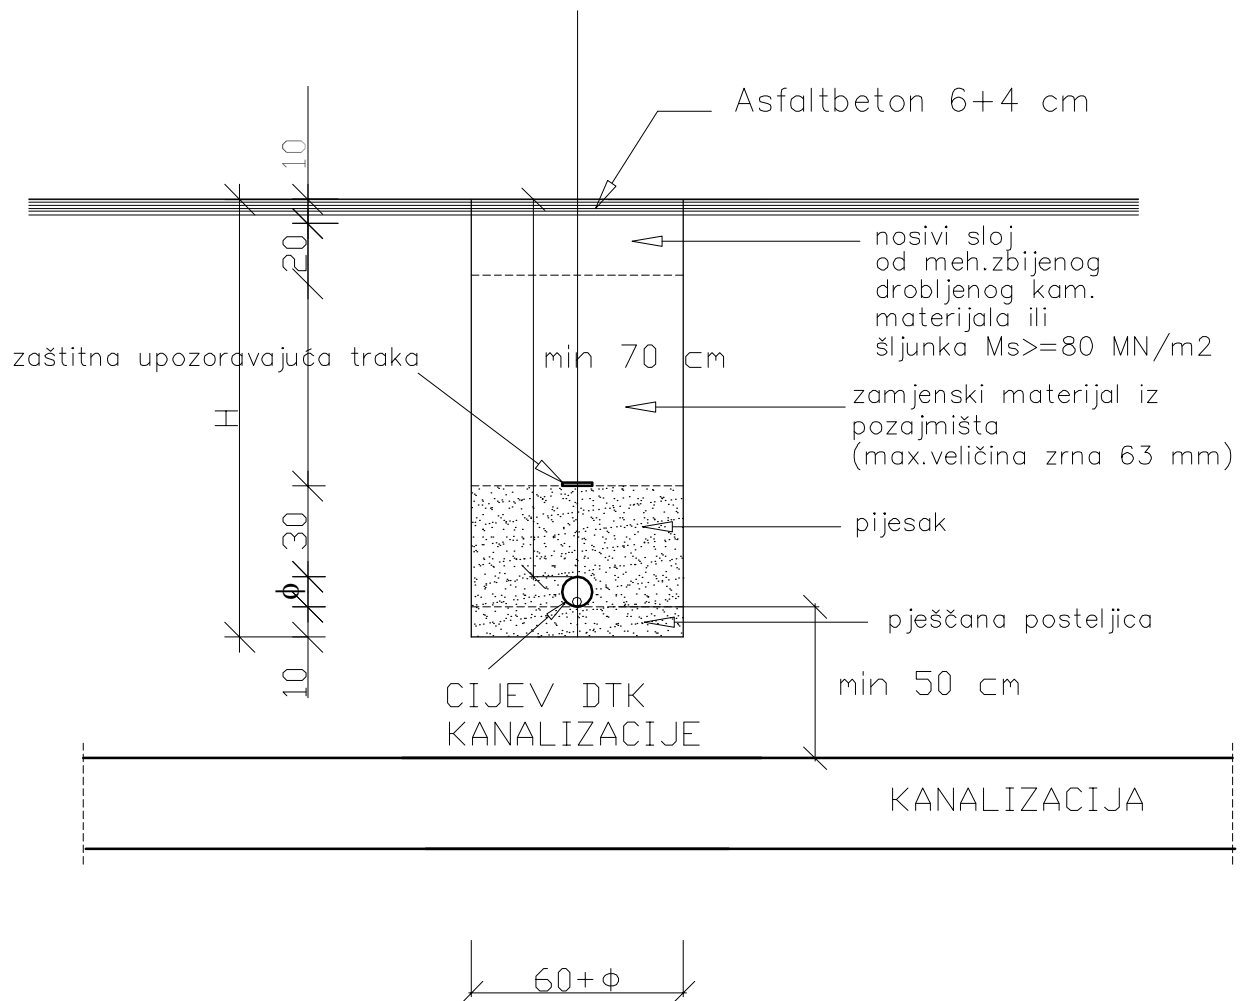 Asfaltbeton 6+4 cm
10
20
nosivi sloj
od meh.zbijenog
drobljenog kam.
materijala ili
šljunka Ms>=80 MN/m2
zaštitna upozoravajuća traka
min 70 cm
H
zamjenski materijal iz
pozajmišta
(max.veličina zrna 63 mm)
30
pijesak
ϕ
pješčana posteljica
10
CIJEV DTK
KANALIZACIJE
min 50 cm
KANALIZACIJA
60+ϕ